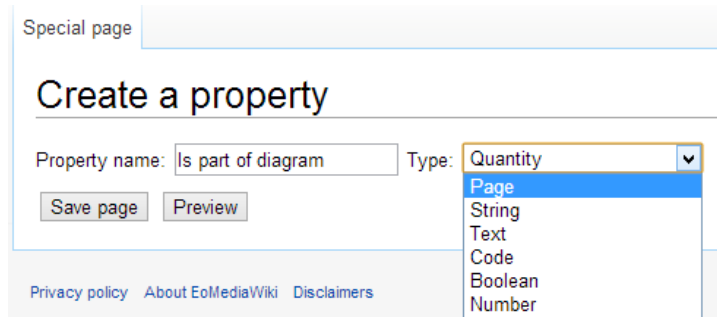 Special page
Create a property
Property name: Is part of diagram Type: Quantity
Page
Save page Preview
String
Text
Code
Boolean
Privacy policy About EoMediaWiki Disclaimers
Number